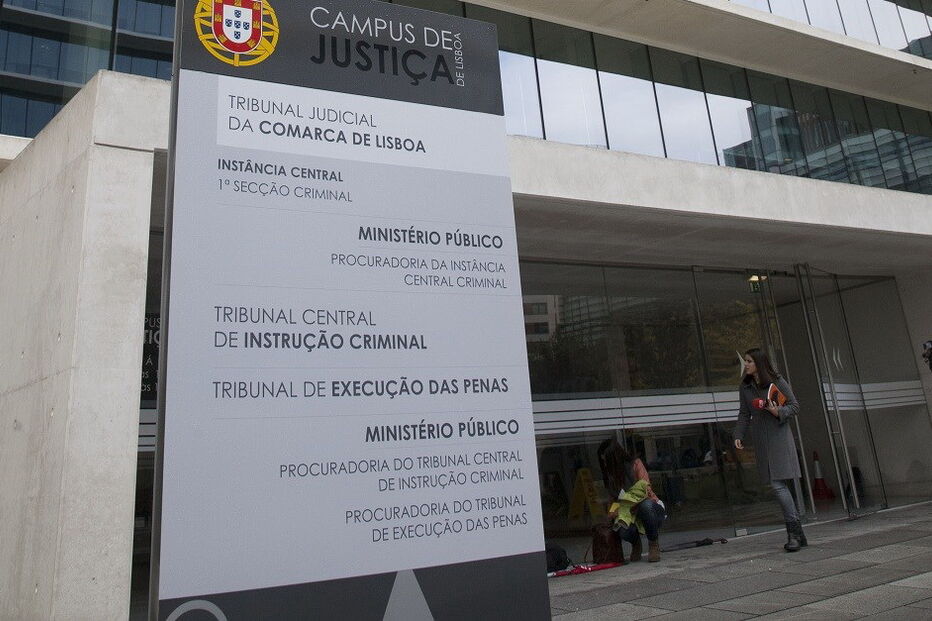 CAMPUS DE
JUSTIÇA
DE LISBOA
TRIBUNAL JUDICIAL
DA COMARCA DE LISBOA
INSTÂNCIA CENTRAL
1ª SECÇÃO CRIMINAL
MINISTÉRIO PÚBLICO
PROCURADORIA DA INSTÂNCIA
CENTRAL CRIMINAL
TRIBUNAL CENTRAL
DE INSTRUÇÃO CRIMINAL
TRIBUNAL DE EXECUÇÃO DAS PENAS
MINISTÉRIO PÚBLICO
PROCURADORIA DO TRIBUNAL CENTRAL
DE INSTRUÇÃO CRIMINAL
PROCURADORIA DO TRIBUNAL
DE EXECUÇÃO DAS PENAS